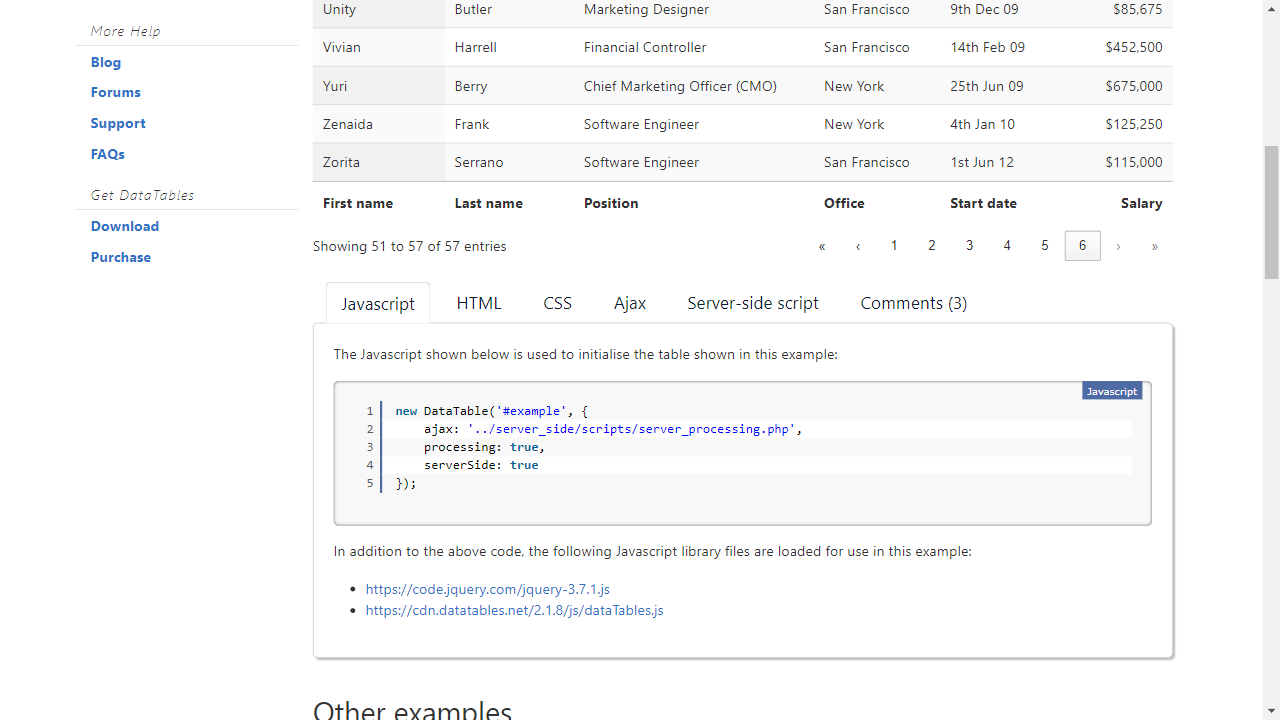 More Help
Blog
Forums
Support
FAQs
Get DataTables
Download
Purchase
Unity Butler Marketing Designer San Francisco 9th Dec 09 $85,675
Vivian Harrell Financial Controller San Francisco 14th Feb 09 $452,500
Yuri Berry Chief Marketing Officer (CMO) New York 25th Jun 09 $675,000
Zenaida Frank Software Engineer New York 4th Jan 10 $125,250
Zorita Serrano Software Engineer San Francisco 1st Jun 12 $115,000
First name Last name Position Office Start date Salary
Showing 51 to 57 of 57 entries « ‹ 1 2 3 4 5 6 › »
Javascript HTML CSS Ajax Server-side script Comments (3)
The Javascript shown below is used to initialise the table shown in this example:
Javascript
1 new DataTable('#example', {
2 ajax: '../server_side/scripts/server_processing.php',
3 processing: true,
4 serverSide: true
5 });
In addition to the above code, the following Javascript library files are loaded for use in this example:
• https://code.jquery.com/jquery-3.7.1.js
• https://cdn.datatables.net/2.1.8/js/dataTables.js
Other examples